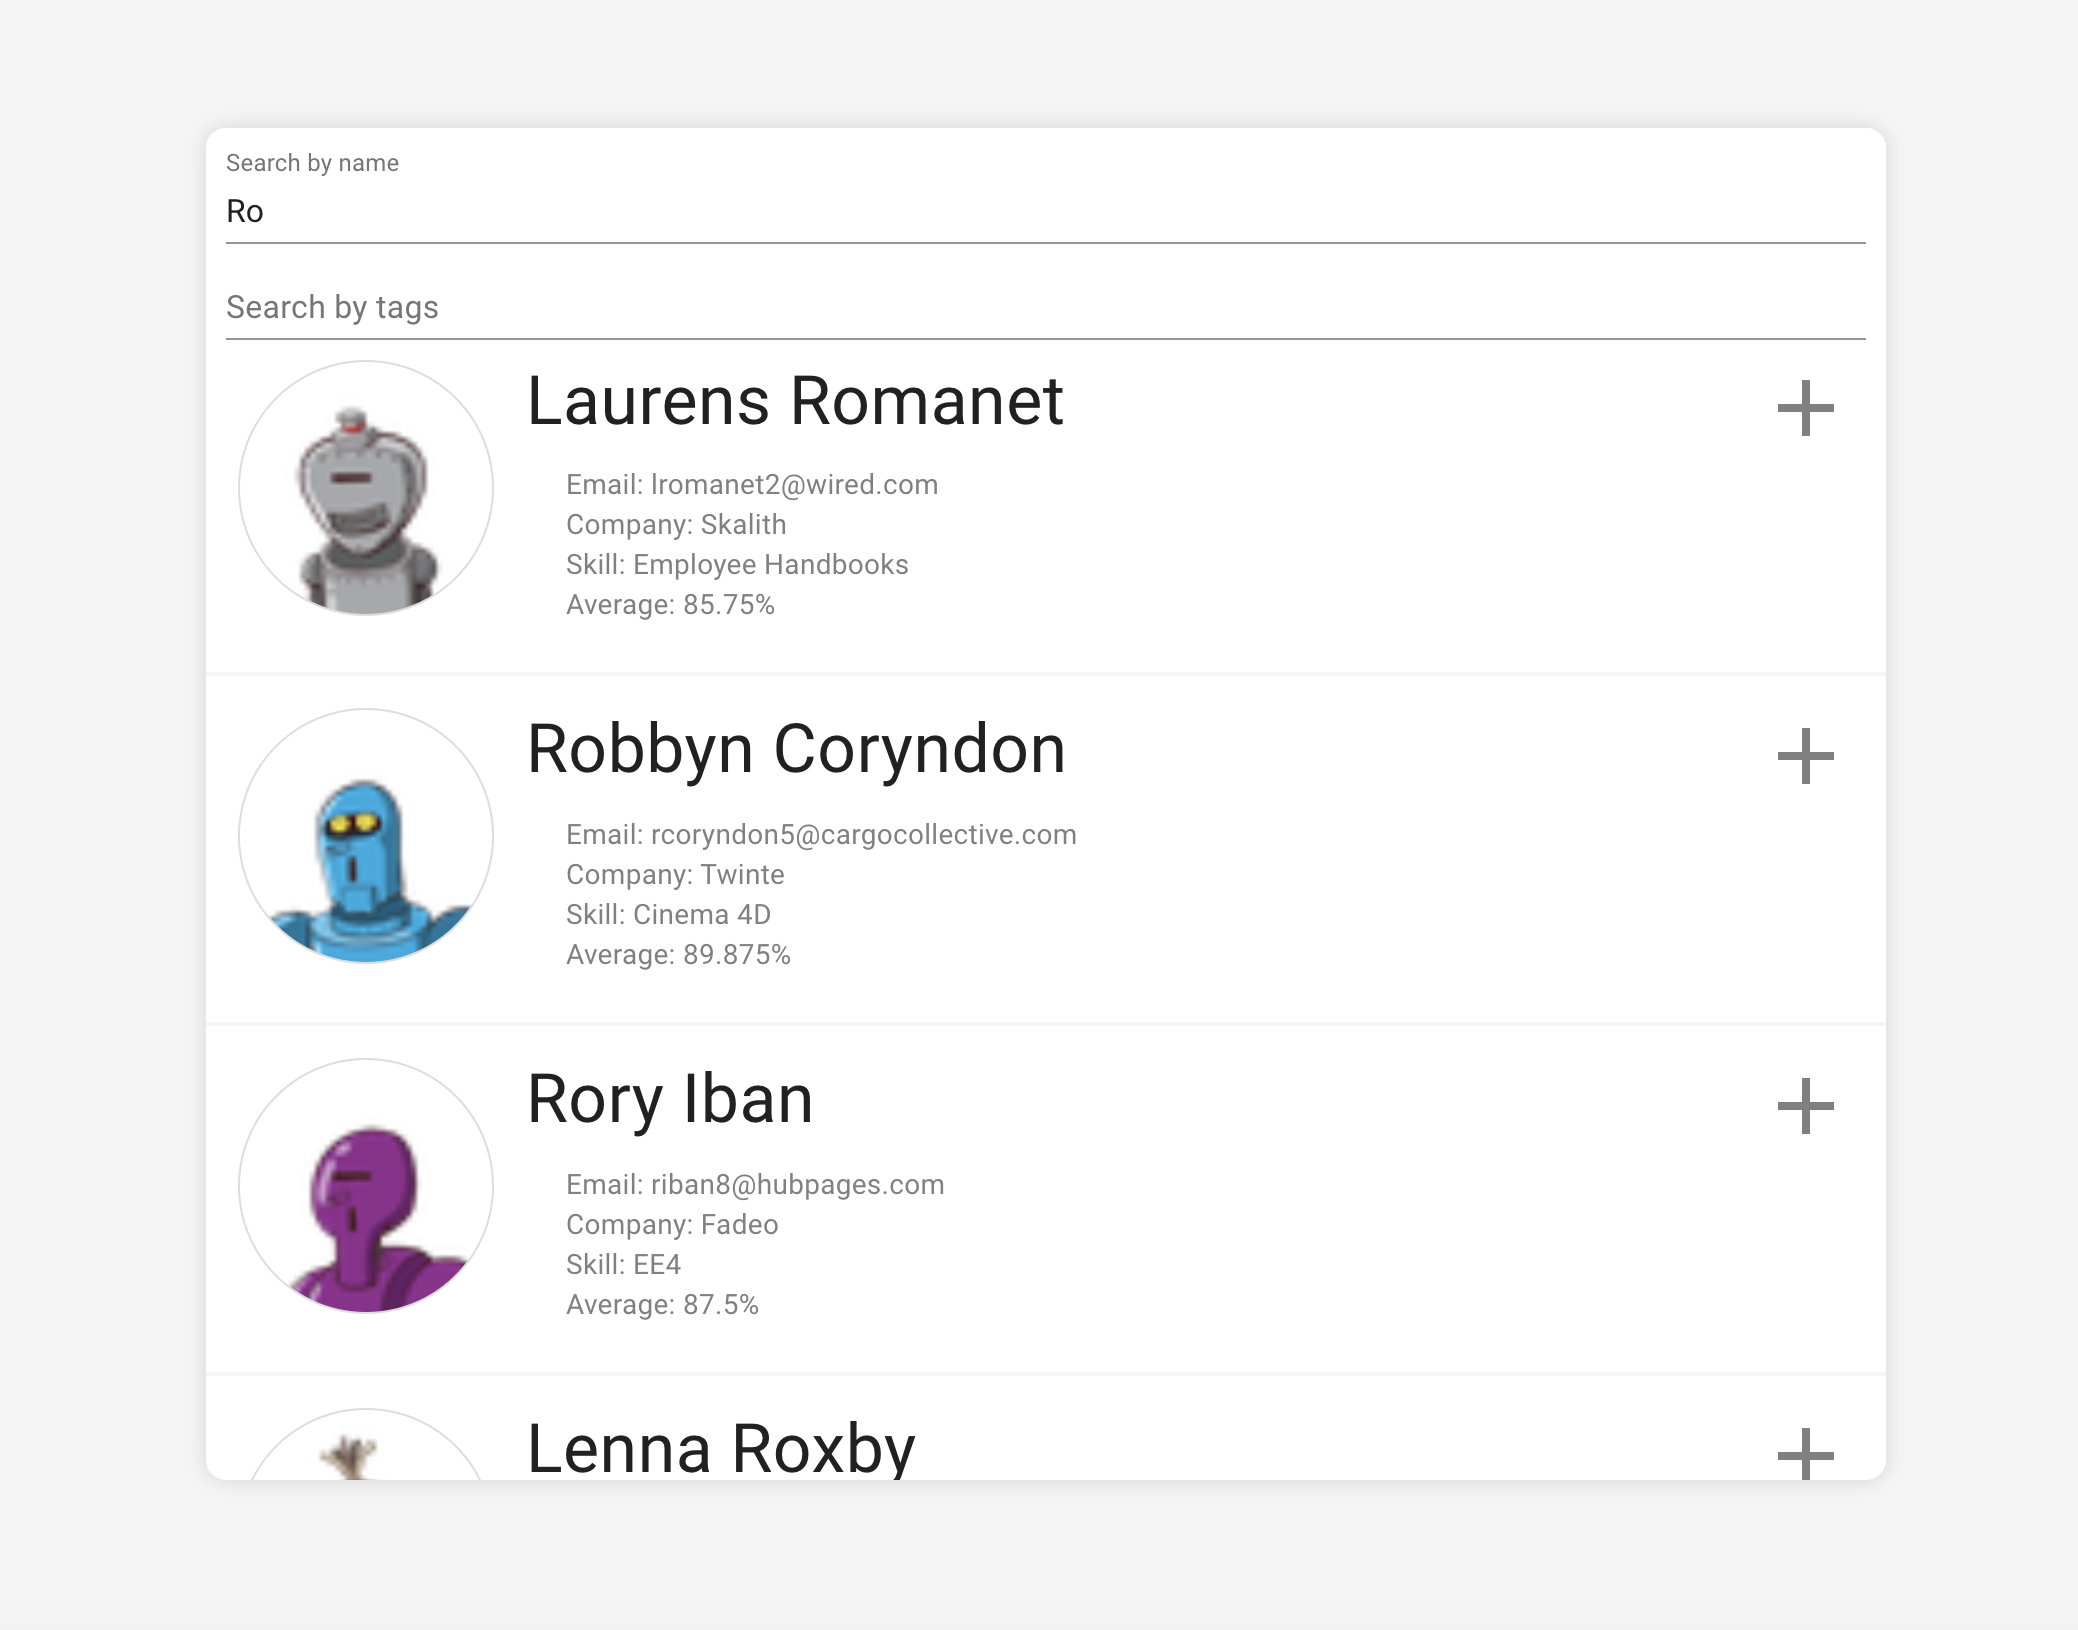 Search by name
Ro
Search by tags
Laurens Romanet
Email: lromanet2@wired.com
Company: Skalith
Skill: Employee Handbooks
Average: 85.75%
Robbyn Coryndon
Email: rcoryndon5@cargocollective.com
Company: Twinte
Skill: Cinema 4D
Average: 89.875%
Rory Iban
Email: riban8@hubpages.com
Company: Fadeo
Skill: EE4
Average: 87.5%
Lenna Roxby